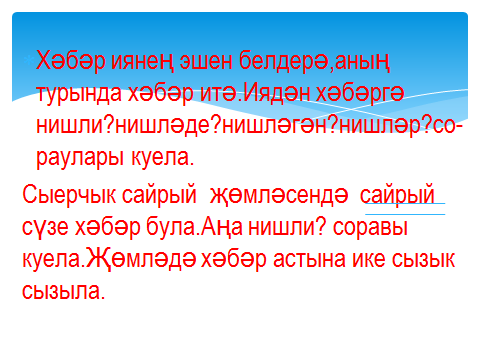 Хәбәр иянең эшен белдерә,аның
турында хәбәр итә.Иядән хәбәргә
нишли?нишләде?нишләгән?нишләр?со-
раулары куела.
Сыерчык сайрый җөмләсендә сайрый
сүзе хәбәр була.Аңа нишли? соравы
куела.Җөмләдә хәбәр астына ике сызык
сызыла.